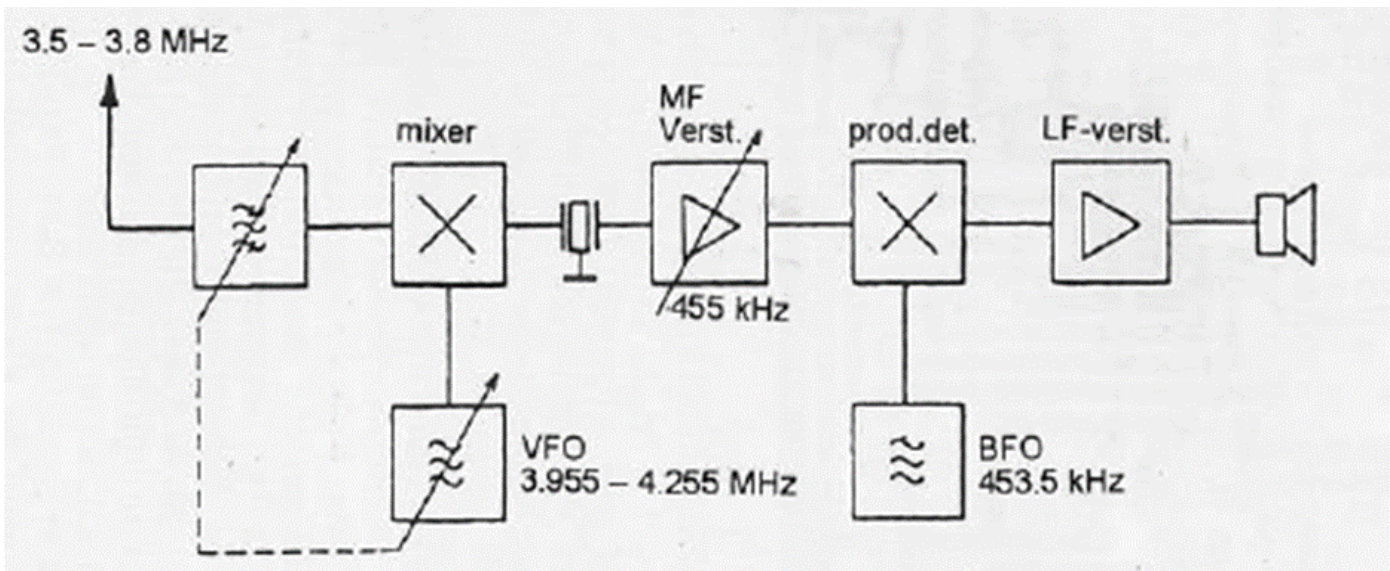 3.5 – 3.8 MHz
mixer
MF
Verst.
prod.det.
LF-verst.
455 kHz
VFO
3.955 – 4.255 MHz
BFO
453.5 kHz